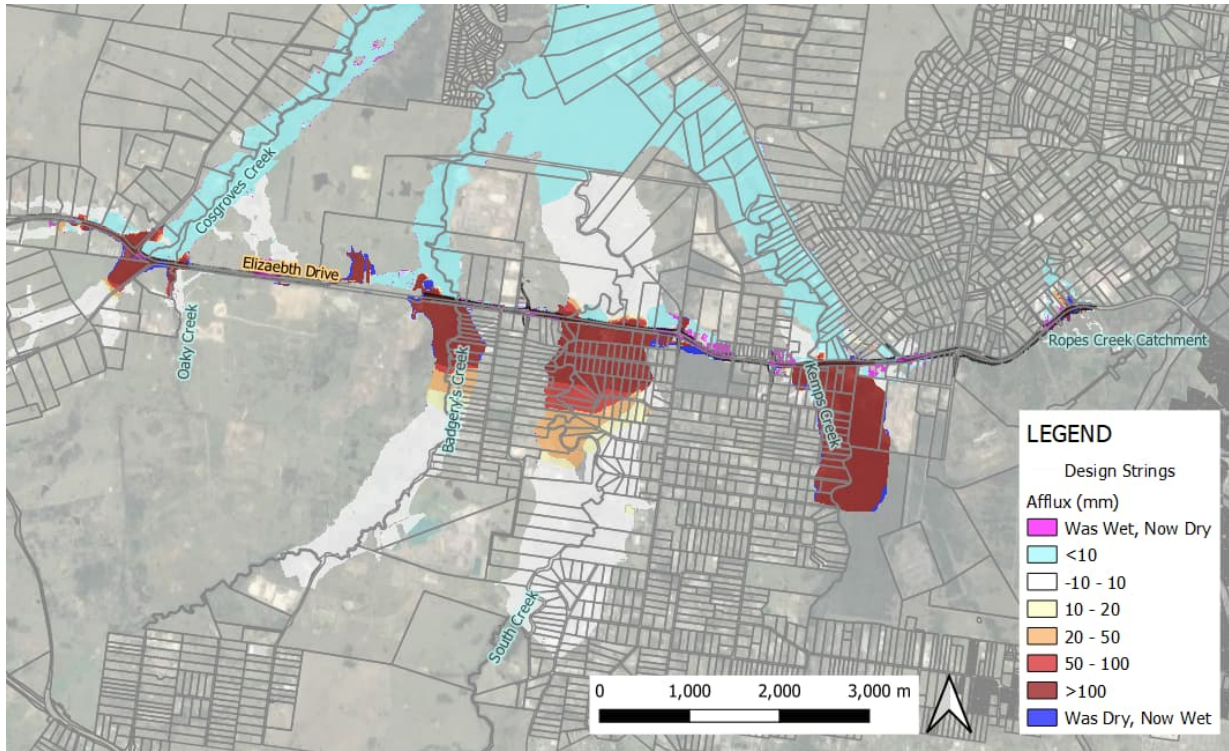 Cosgroves Creek
Elizaebth Drive
Oaky Creek
Badgery's Creek
South Creek
Kemps Creek
Ropes Creek Catchment
LEGEND
Design Strings
Afflux (mm)
Was Wet, Now Dry
<10
-10 - 10
10 - 20
20 - 50
50 - 100
>100
Was Dry, Now Wet
0 1,000 2,000 3,000 m